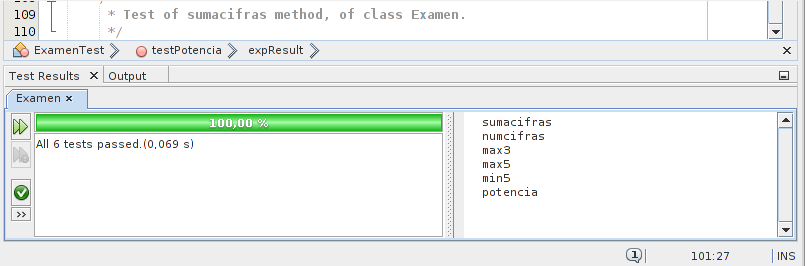 109 * Test of sumacifras method, of class Examen.
110 */
ExamenTest testPotencia expResult
Test Results Output
Examen
100,00 %
All 6 tests passed.(0,069 s)
sumacifras
numcifras
max3
max5
min5
potencia
1 101:27 INS